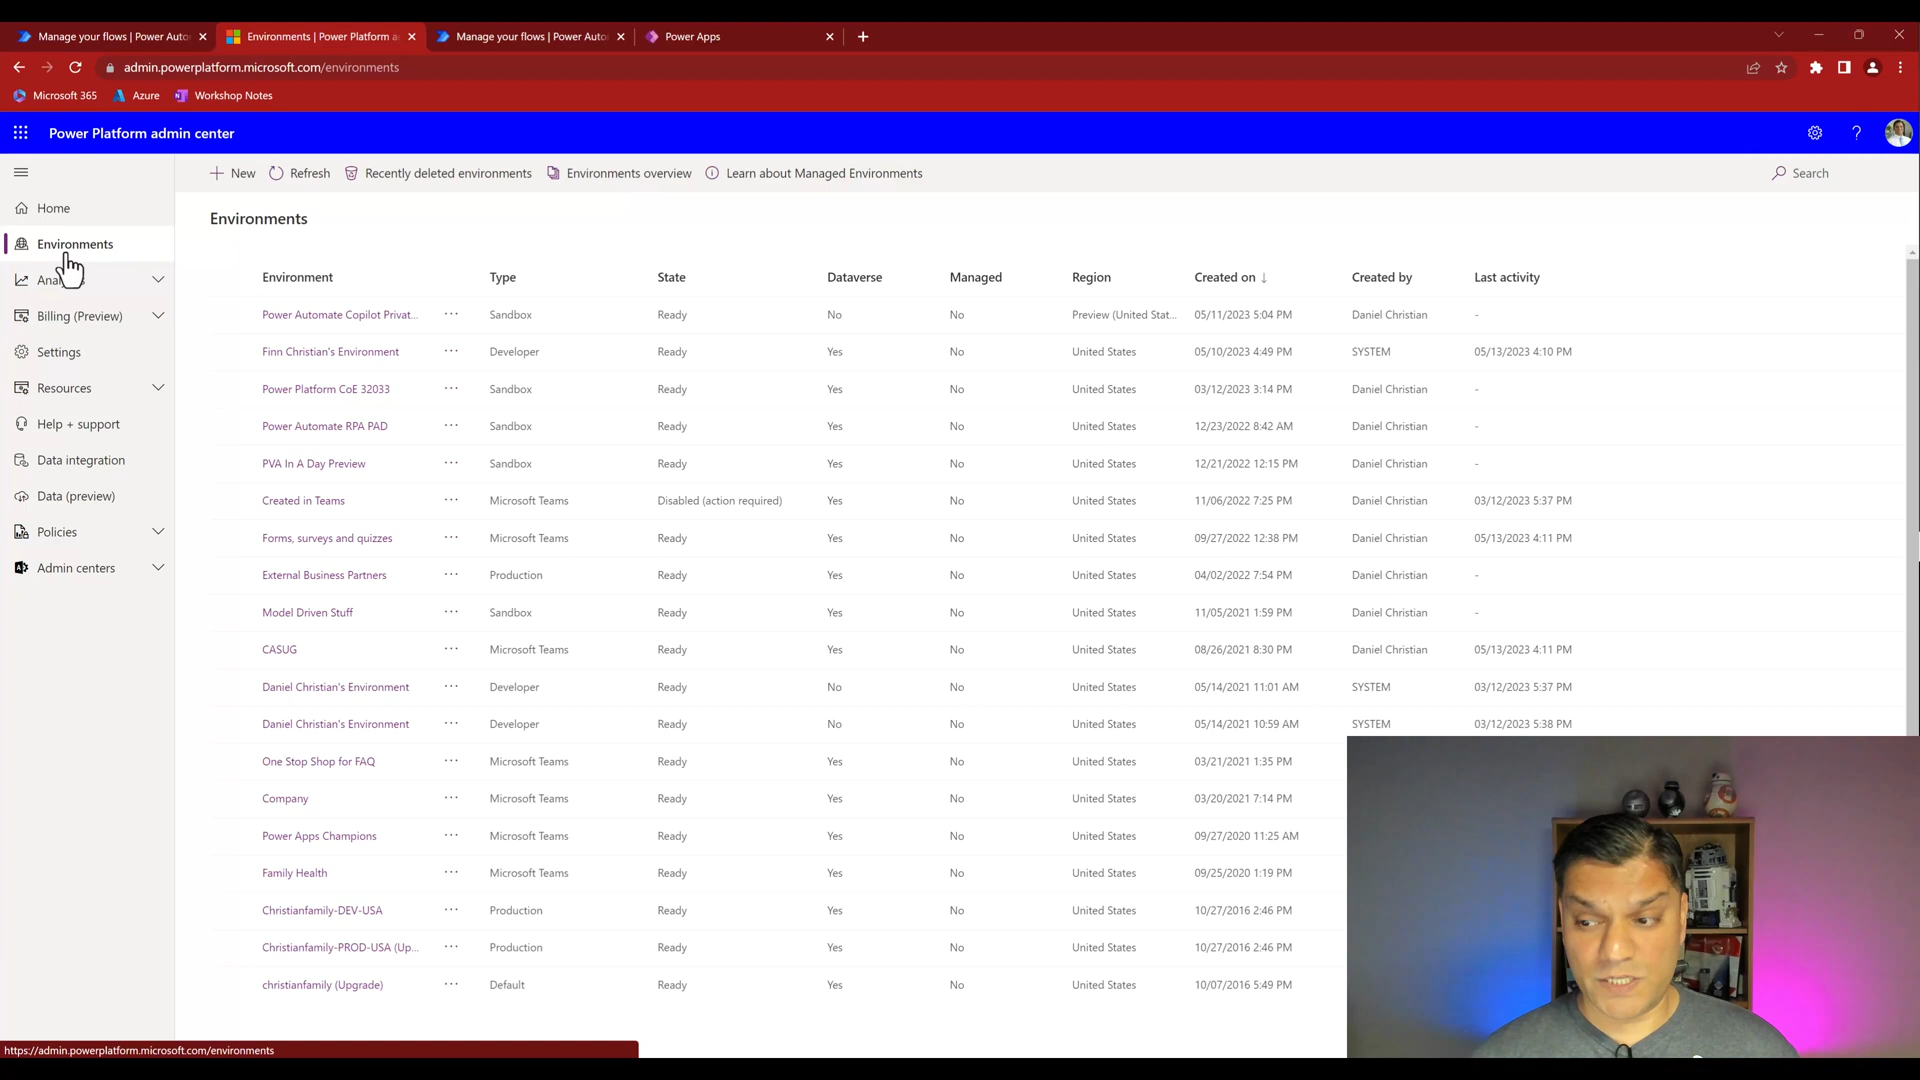 Manage your flows | Power Auto
Environments | Power Platform a
Manage your flows | Power Auto
Power Apps
admin.powerplatform.microsoft.com/environments
Microsoft 365
Azure
Workshop Notes
Power Platform admin center
?
New
Refresh
Recently deleted environments
Environments overview
Learn about Managed Environments
Search
Home
Environments
Billing (Preview)
Settings
Resources
Help + support
Data integration
Data (preview)
Policies
Admin centers
Environments
Environment Type State Dataverse Managed Region Created on ↓ Created by Last activity
Power Automate Copilot Privat... ... Sandbox Ready No No Preview (United Stat... 05/11/2023 5:04 PM Daniel Christian -
Finn Christian's Environment ... Developer Ready Yes No United States 05/10/2023 4:49 PM SYSTEM 05/13/2023 4:10 PM
Power Platform CoE 32033 ... Sandbox Ready Yes No United States 03/12/2023 3:14 PM Daniel Christian -
Power Automate RPA PAD ... Sandbox Ready Yes No United States 12/23/2022 8:42 AM Daniel Christian -
PVA In A Day Preview ... Sandbox Ready Yes No United States 12/21/2022 12:15 PM Daniel Christian -
Created in Teams ... Microsoft Teams Disabled (action required) Yes No United States 11/06/2022 7:25 PM Daniel Christian 03/12/2023 5:37 PM
Forms, surveys and quizzes ... Microsoft Teams Ready Yes No United States 09/27/2022 12:38 PM Daniel Christian 05/13/2023 4:11 PM
External Business Partners ... Production Ready Yes No United States 04/02/2022 7:54 PM Daniel Christian -
Model Driven Stuff ... Sandbox Ready Yes No United States 11/05/2021 1:59 PM Daniel Christian -
CASUG ... Microsoft Teams Ready Yes No United States 08/26/2021 8:30 PM Daniel Christian 05/13/2023 4:11 PM
Daniel Christian's Environment ... Developer Ready No No United States 05/14/2021 11:01 AM SYSTEM 03/12/2023 5:37 PM
Daniel Christian's Environment ... Developer Ready No No United States 05/14/2021 10:59 AM SYSTEM 03/12/2023 5:38 PM
One Stop Shop for FAQ ... Microsoft Teams Ready Yes No United States 03/21/2021 1:35 PM
Company ... Microsoft Teams Ready Yes No United States 03/20/2021 7:14 PM
Power Apps Champions ... Microsoft Teams Ready Yes No United States 09/27/2020 11:25 AM
Family Health ... Microsoft Teams Ready Yes No United States 09/25/2020 1:19 PM
Christianfamily-DEV-USA ... Production Ready Yes No United States 10/27/2016 2:46 PM
Christianfamily-PROD-USA (Up... ... Production Ready Yes No United States 10/27/2016 2:46 PM
christianfamily (Upgrade) ... Default Ready Yes No United States 10/07/2016 5:49 PM
https://admin.powerplatform.microsoft.com/environments